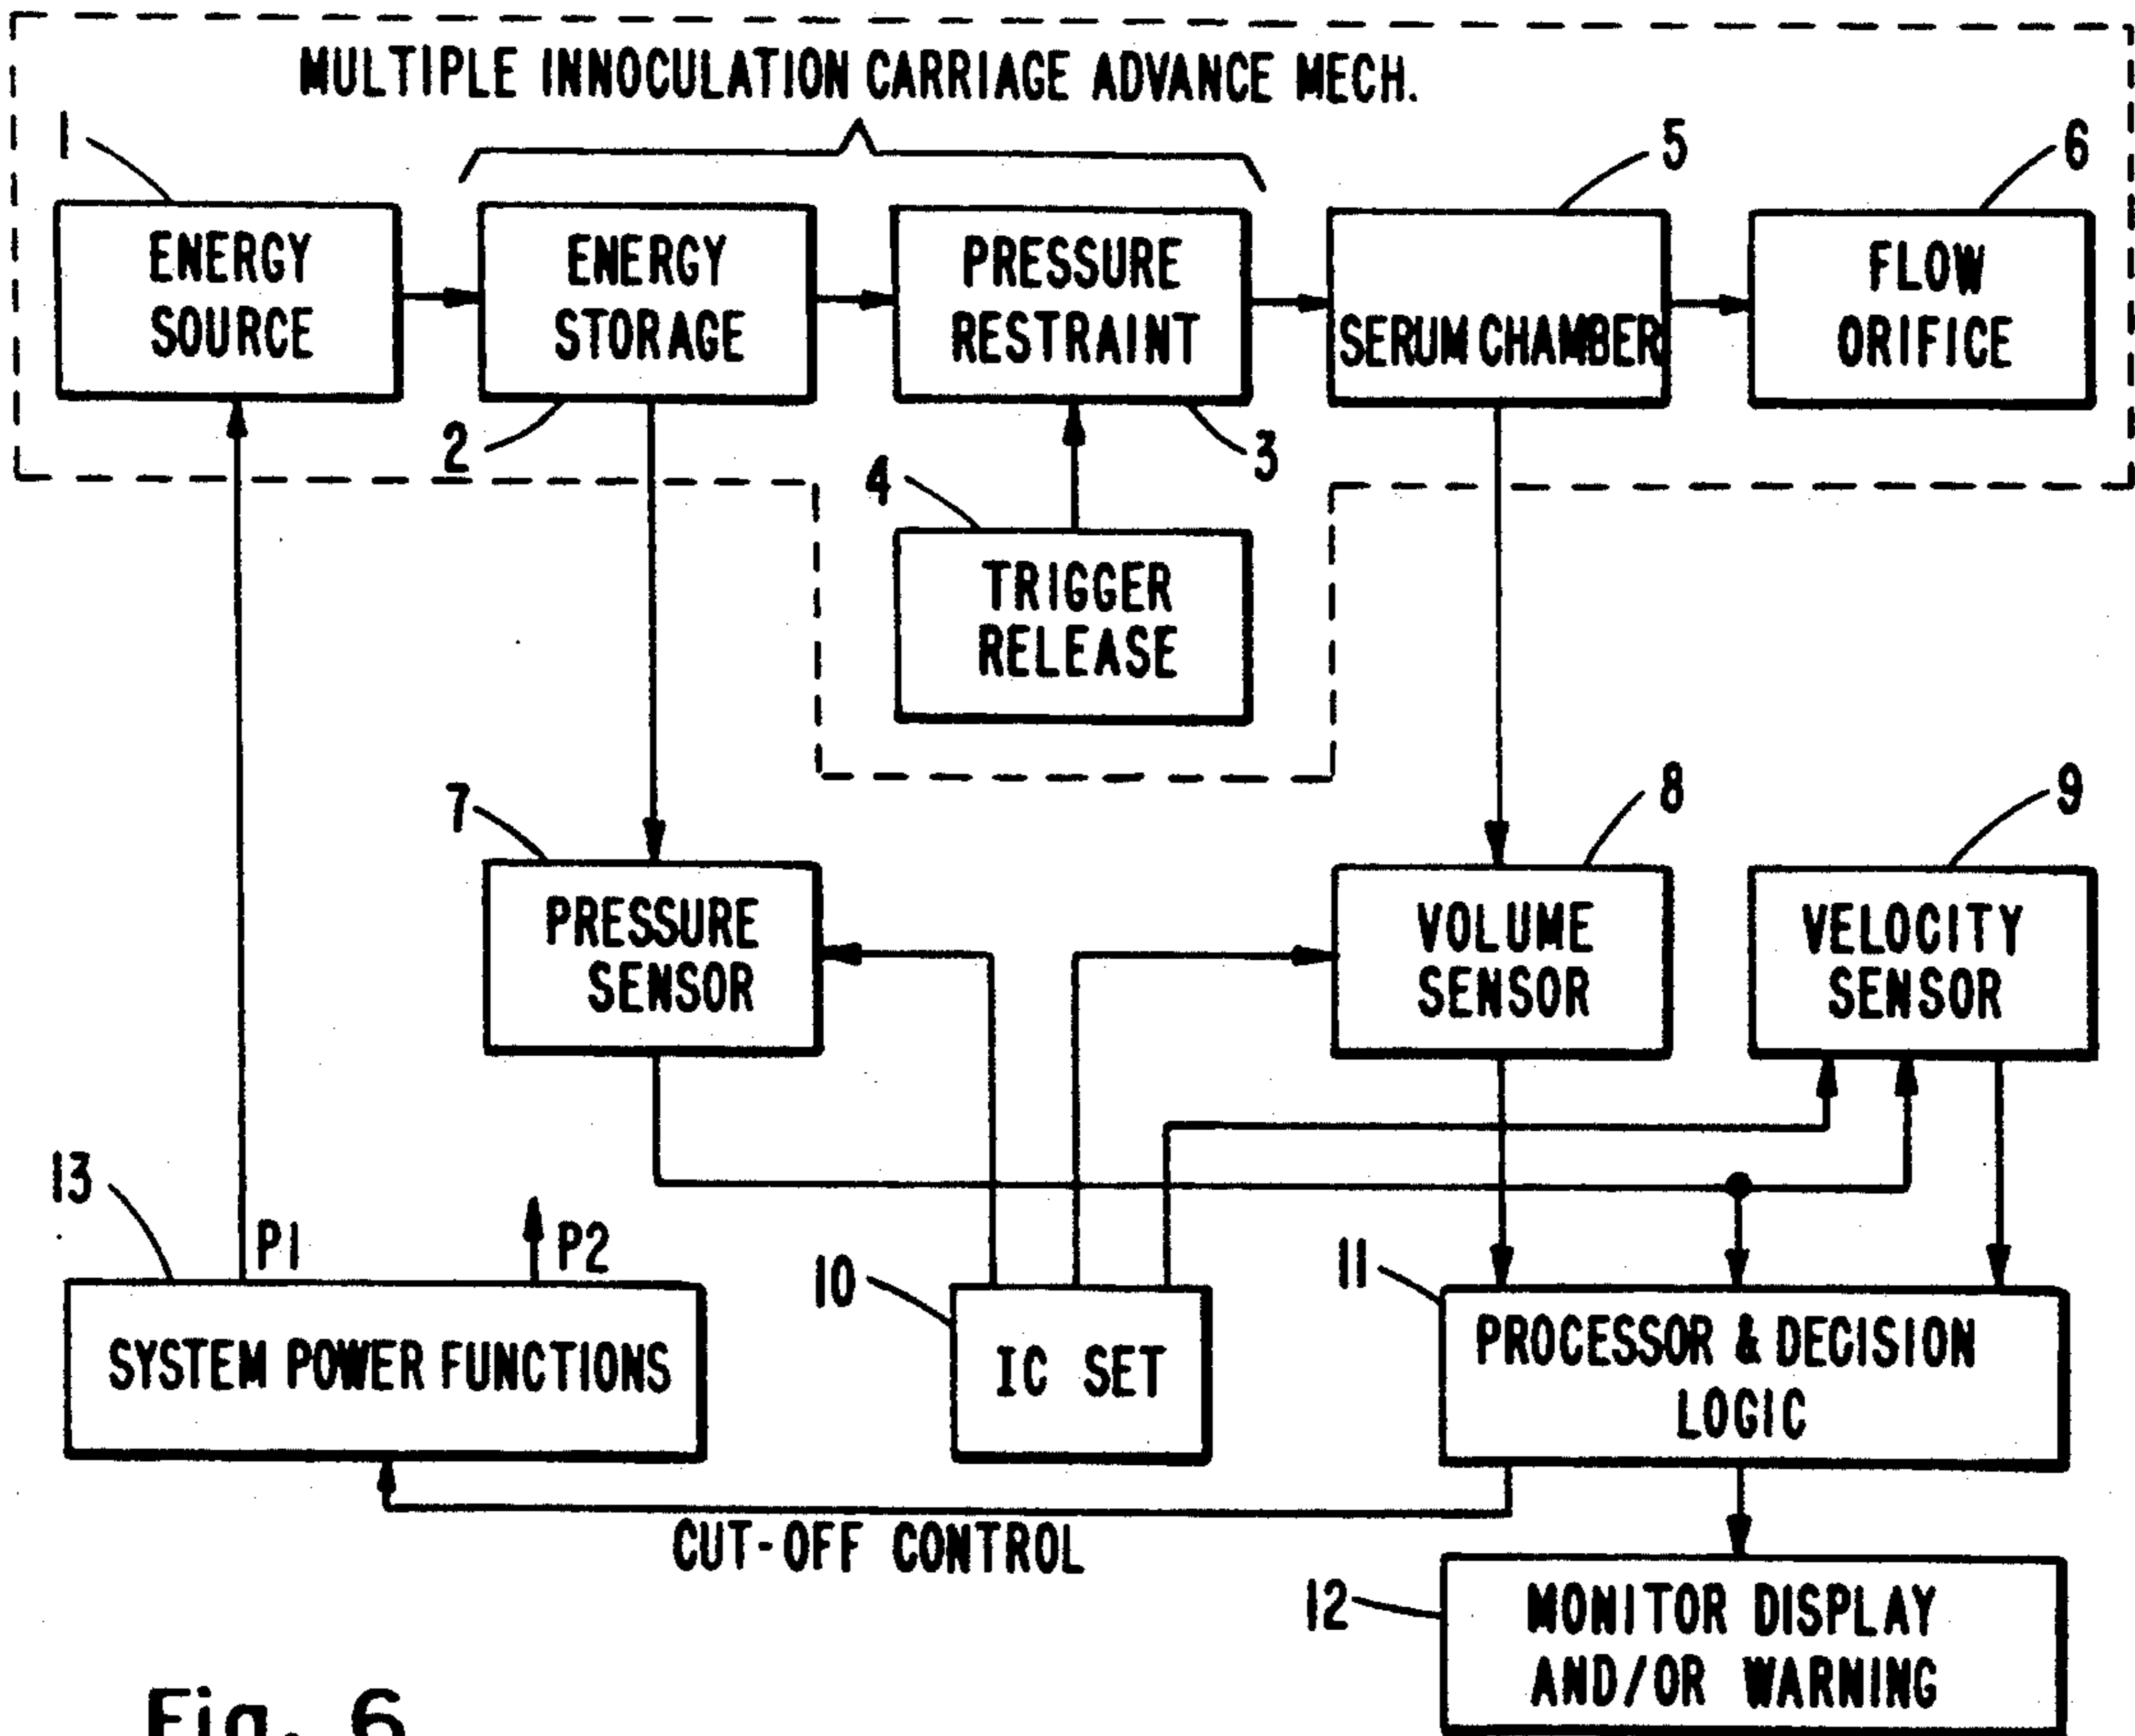 MULTIPLE INNOCULATION CARRIAGE ADVANCE MECH.
1
5
6
ENERGY
SOURCE
ENERGY
STORAGE
PRESSURE
RESTRAINT
SERUM CHAMBER
FLOW
ORIFICE
2
3
4
TRIGGER
RELEASE
7
8
9
PRESSURE
SENSOR
VOLUME
SENSOR
VELOCITY
SENSOR
13
P1
P2
10
11
SYSTEM POWER FUNCTIONS
IC SET
PROCESSOR & DECISION
LOGIC
CUT-OFF CONTROL
12
MONITOR DISPLAY
AND/OR WARNING
Fig. 6